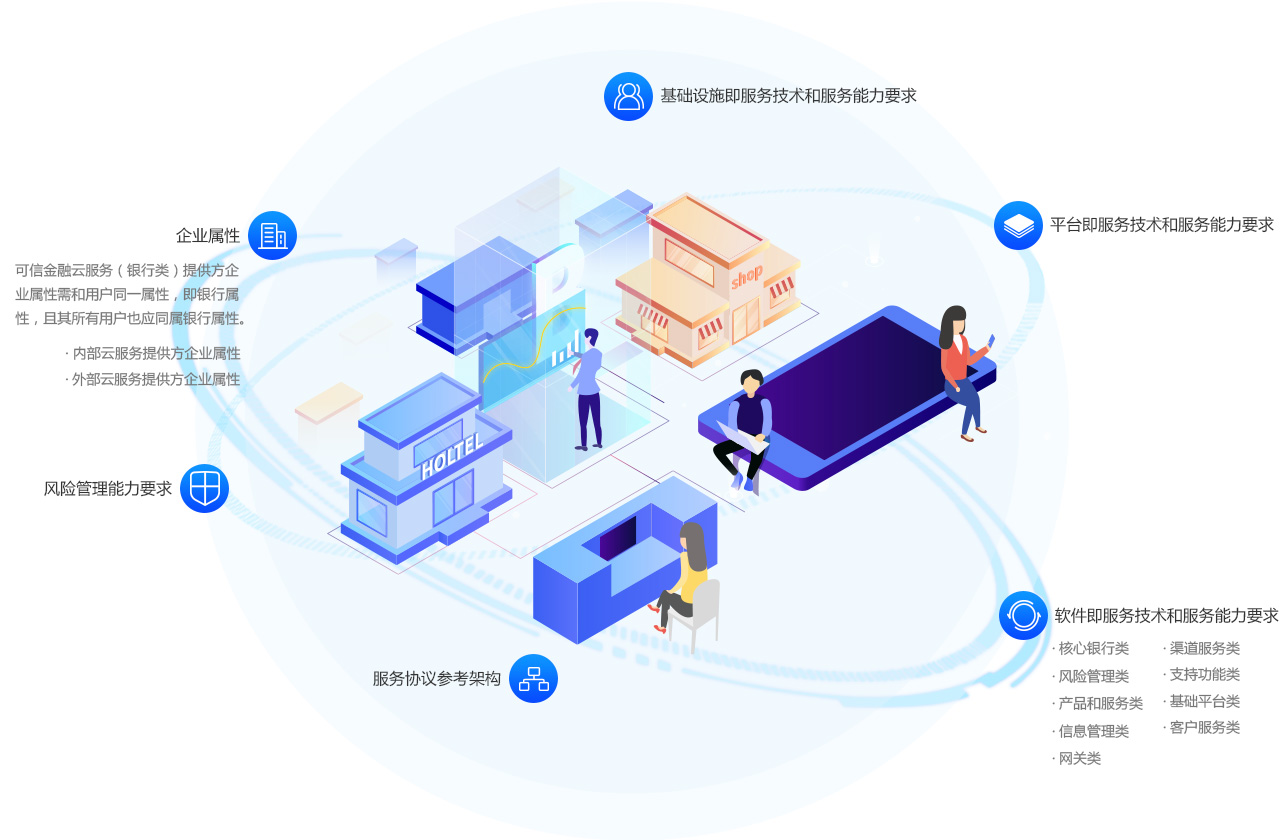 基础设施即服务技术和服务能力要求
平台即服务技术和服务能力要求
企业属性
可信金融云服务（银行类）提供方企
业属性需和用户同一属性，即银行属
性，且其所有用户也应同属银行属性。
· 内部云服务提供方企业属性
· 外部云服务提供方企业属性
shop
HOLTEL
风险管理能力要求
服务协议参考架构
软件即服务技术和服务能力要求
· 核心银行类
· 风险管理类
· 产品和服务类
· 信息管理类
· 网关类
· 渠道服务类
· 支持功能类
· 基础平台类
· 客户服务类